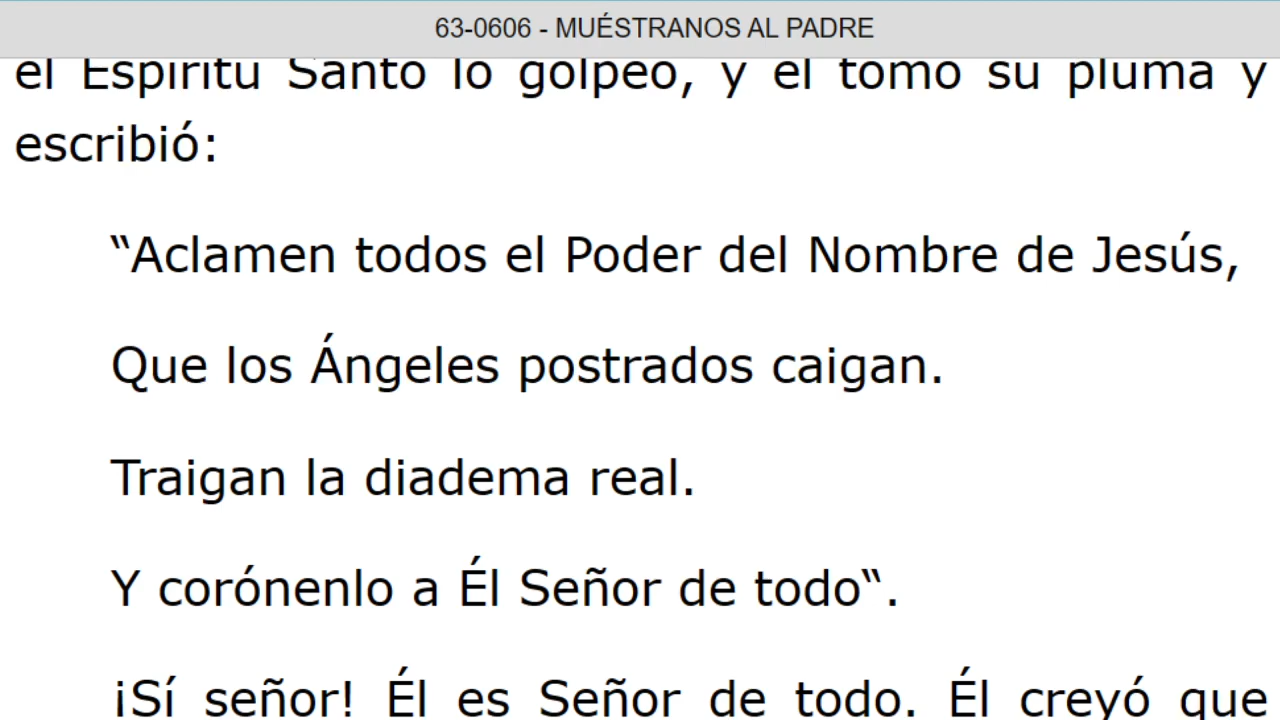 63-0606 - MUÉSTRANOS AL PADRE
el Espíritu Santo lo golpeó, y él tomó su pluma y
escribió:
“Aclamen todos el Poder del Nombre de Jesús,
Que los Ángeles postrados caigan.
Traigan la diadema real.
Y corónenlo a Él Señor de todo“.
¡Sí señor! Él es Señor de todo. Él creyó que